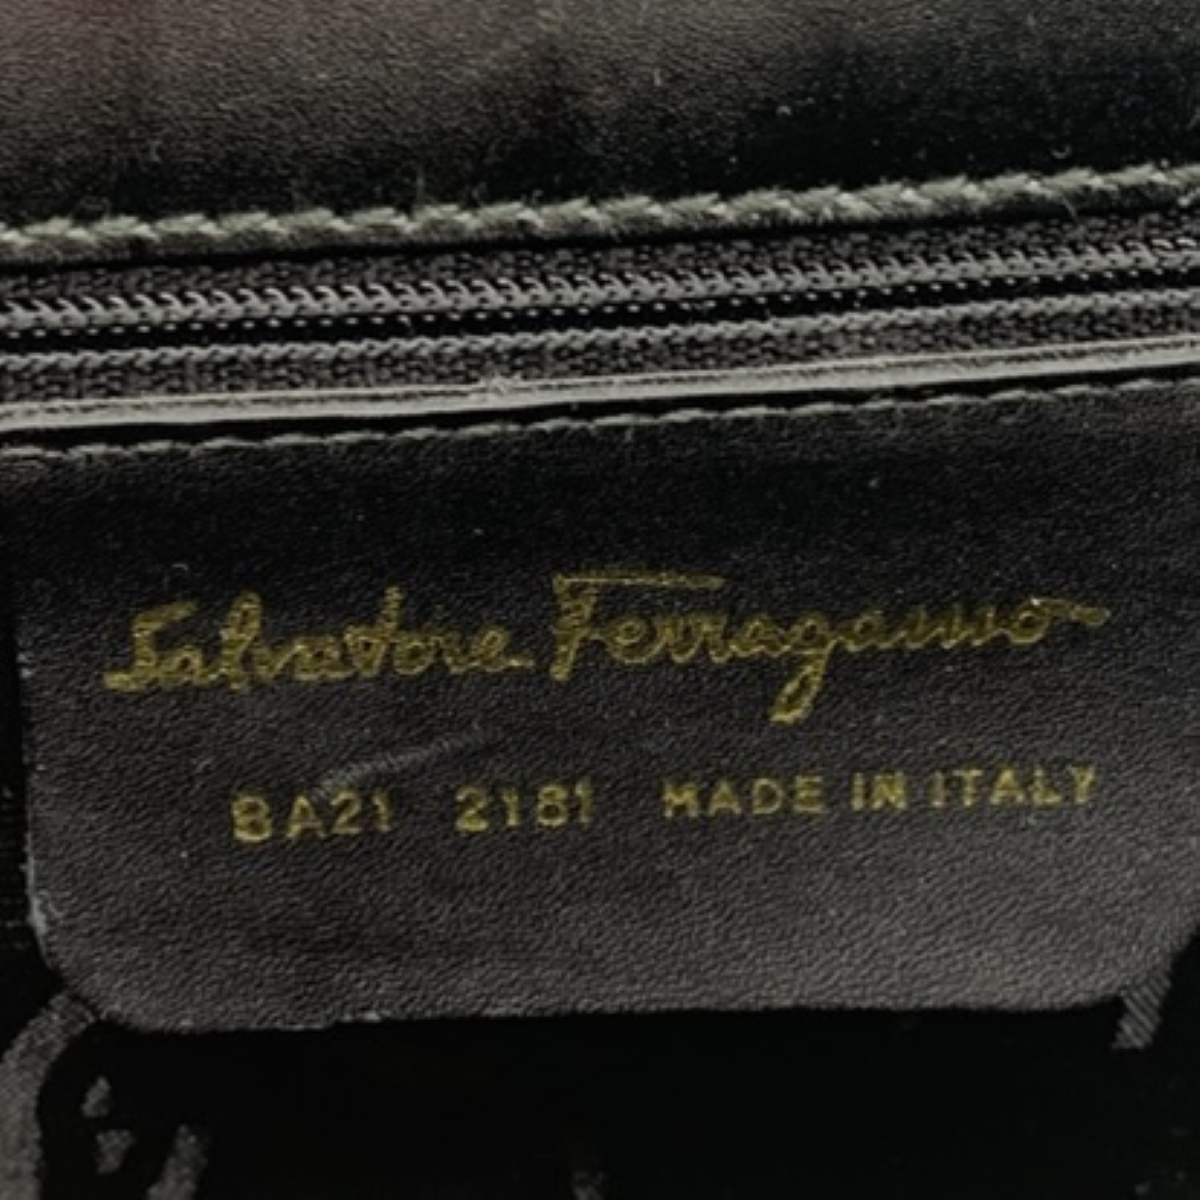 Salvatore Ferragamo
BA21 2181 MADE IN ITALY